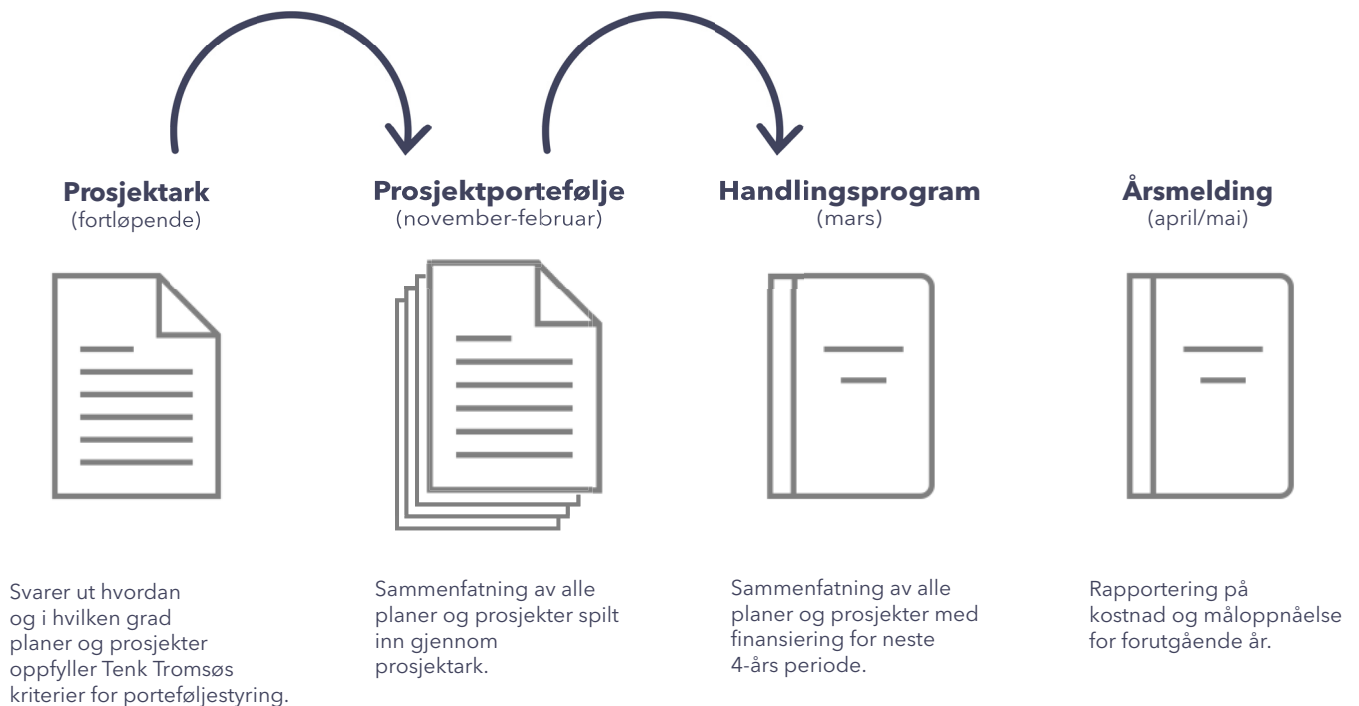 Prosjektark
(fortløpende)
Svarer ut hvordan
og i hvilken grad
planer og prosjekter
oppfyller Tenk Tromsøs
kriterier for porteføljestyring.
Prosjektportefølje
(november-februar)
Sammenfatning av alle
planer og prosjekter spilt
inn gjennom
prosjektark.
Handlingsprogram
(mars)
Sammenfatning av alle
planer og prosjekter med
finansiering for neste
4-års periode.
Årsmelding
(april/mai)
Rapportering på
kostnad og måloppnåelse
for forutgående år.